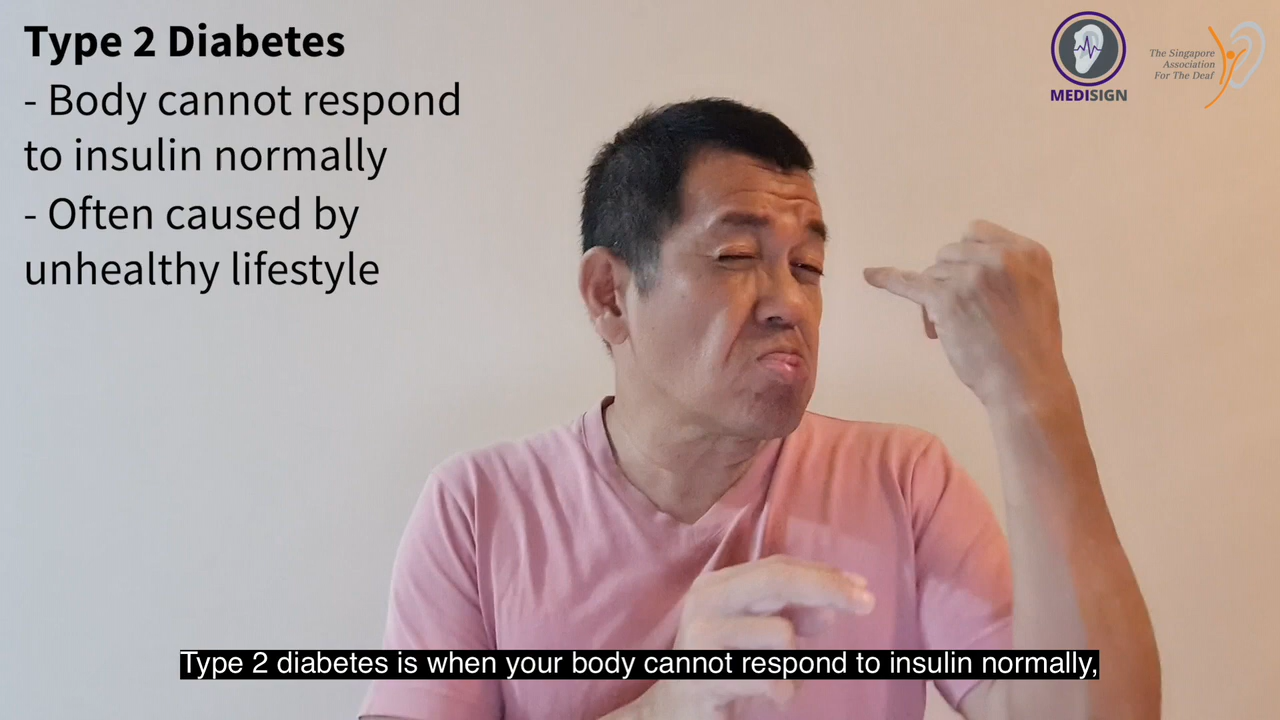 Type 2 Diabetes
- Body cannot respond
to insulin normally
- Often caused by
unhealthy lifestyle
MEDISIGN
The Singapore
Association
For The Deaf
Type 2 diabetes is when your body cannot respond to insulin normally,